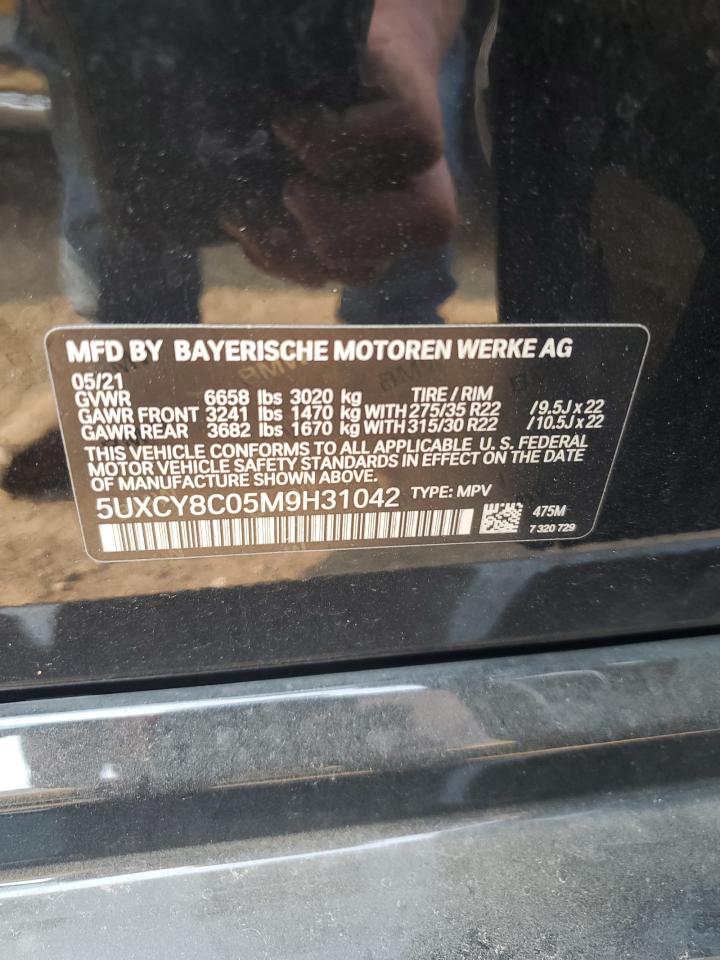 MFD BY BAYERISCHE MOTOREN WERKE AG
05/21
GVWR 6658 lbs 3020 kg TIRE / RIM
GAWR FRONT 3241 lbs 1470 kg WITH 275/35 R22 / 9.5J x 22
GAWR REAR 3682 lbs 1670 kg WITH 315/30 R22 / 10.5J x 22
THIS VEHICLE CONFORMS TO ALL APPLICABLE U. S. FEDERAL
MOTOR VEHICLE SAFETY STANDARDS IN EFFECT ON THE DATE
OF MANUFACTURE SHOWN ABOVE.
5UXCY8C05M9H31042 TYPE: MPV
475M
7 320 729